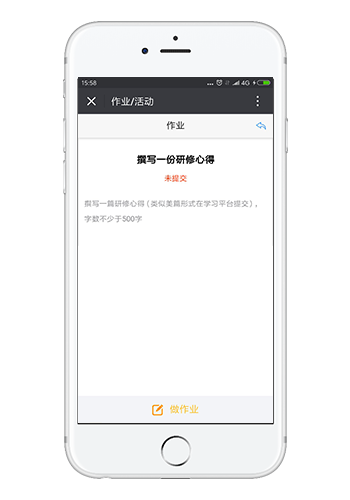 15:58
4G
作业/活动
作业
撰写一份研修心得
未提交
撰写一篇研修心得（类似美篇形式在学习平台提交），
字数不少于500字
做作业